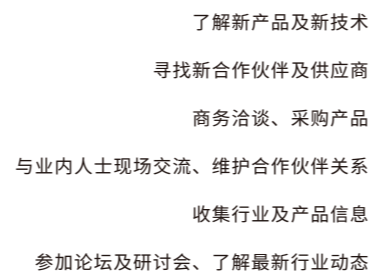 了解新产品及新技术
寻找新合作伙伴及供应商
商务洽谈、采购产品
与业内人士现场交流、维护合作伙伴关系
收集行业及产品信息
参加论坛及研讨会、了解最新行业动态